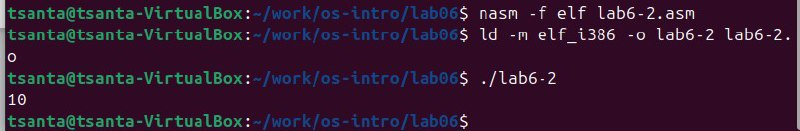 tsanta@tsanta-VirtualBox:~/work/os-intro/lab06$ nasm -f elf lab6-2.asm
tsanta@tsanta-VirtualBox:~/work/os-intro/lab06$ ld -m elf_i386 -o lab6-2 lab6-2.
o
tsanta@tsanta-VirtualBox:~/work/os-intro/lab06$ ./lab6-2
10
tsanta@tsanta-VirtualBox:~/work/os-intro/lab06$